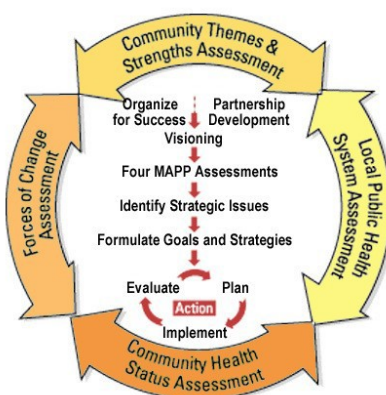 Community Themes &
Strengths Assessment
Organize
for Success
Partnership
Development
Visioning
Four MAPP Assessments
Identify Strategic Issues
Formulate Goals and Strategies
Evaluate
Plan
Action
Implement
Forces of Change
Assessment
Local Public Health
System Assessment
Community Health
Status Assessment